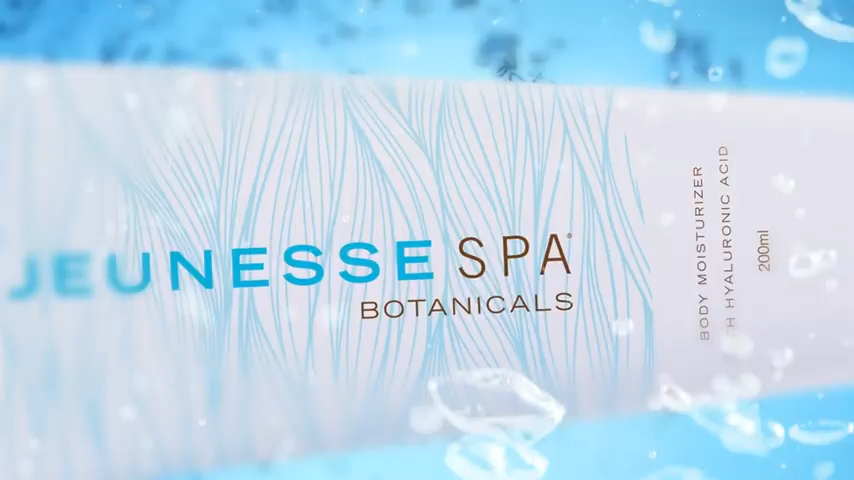 JEUNESSE SPA®
BOTANICALS
BODY MOISTURIZER
H HYALURONIC ACID
200ml